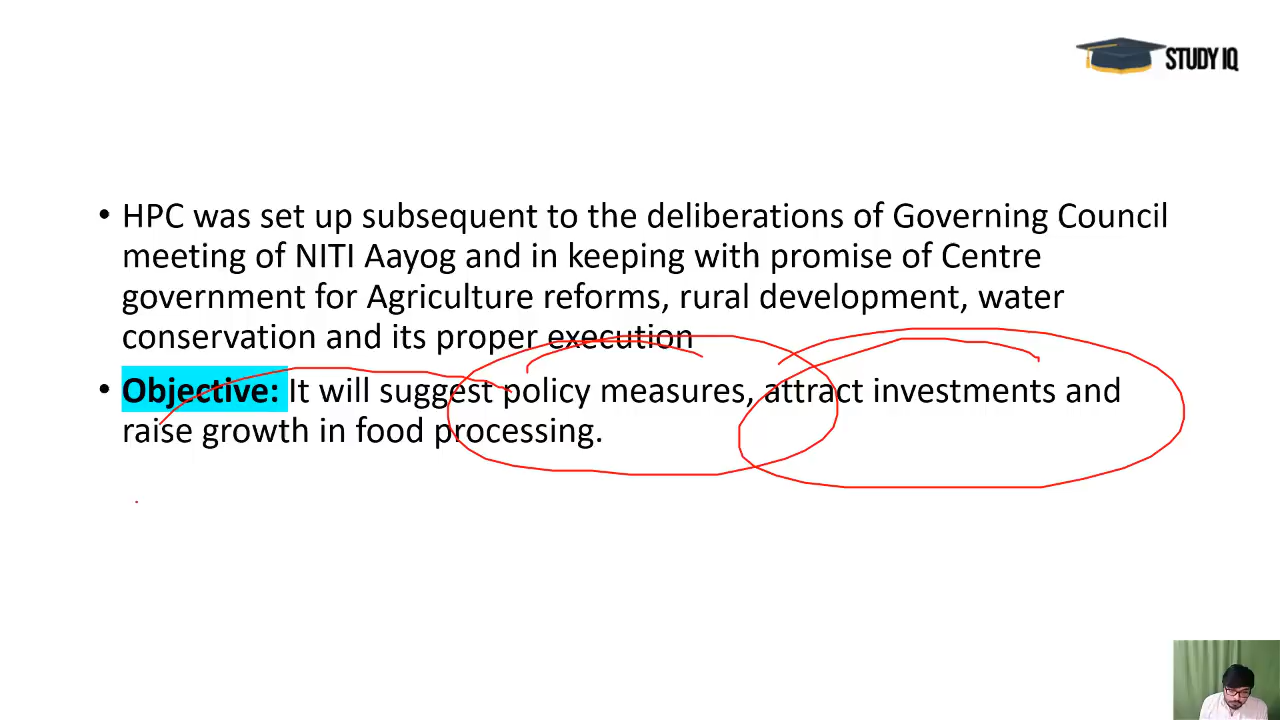 STUDY IQ
• HPC was set up subsequent to the deliberations of Governing Council
meeting of NITI Aayog and in keeping with promise of Centre
government for Agriculture reforms, rural development, water
conservation and its proper execution
• Objective: It will suggest policy measures, attract investments and
raise growth in food processing.